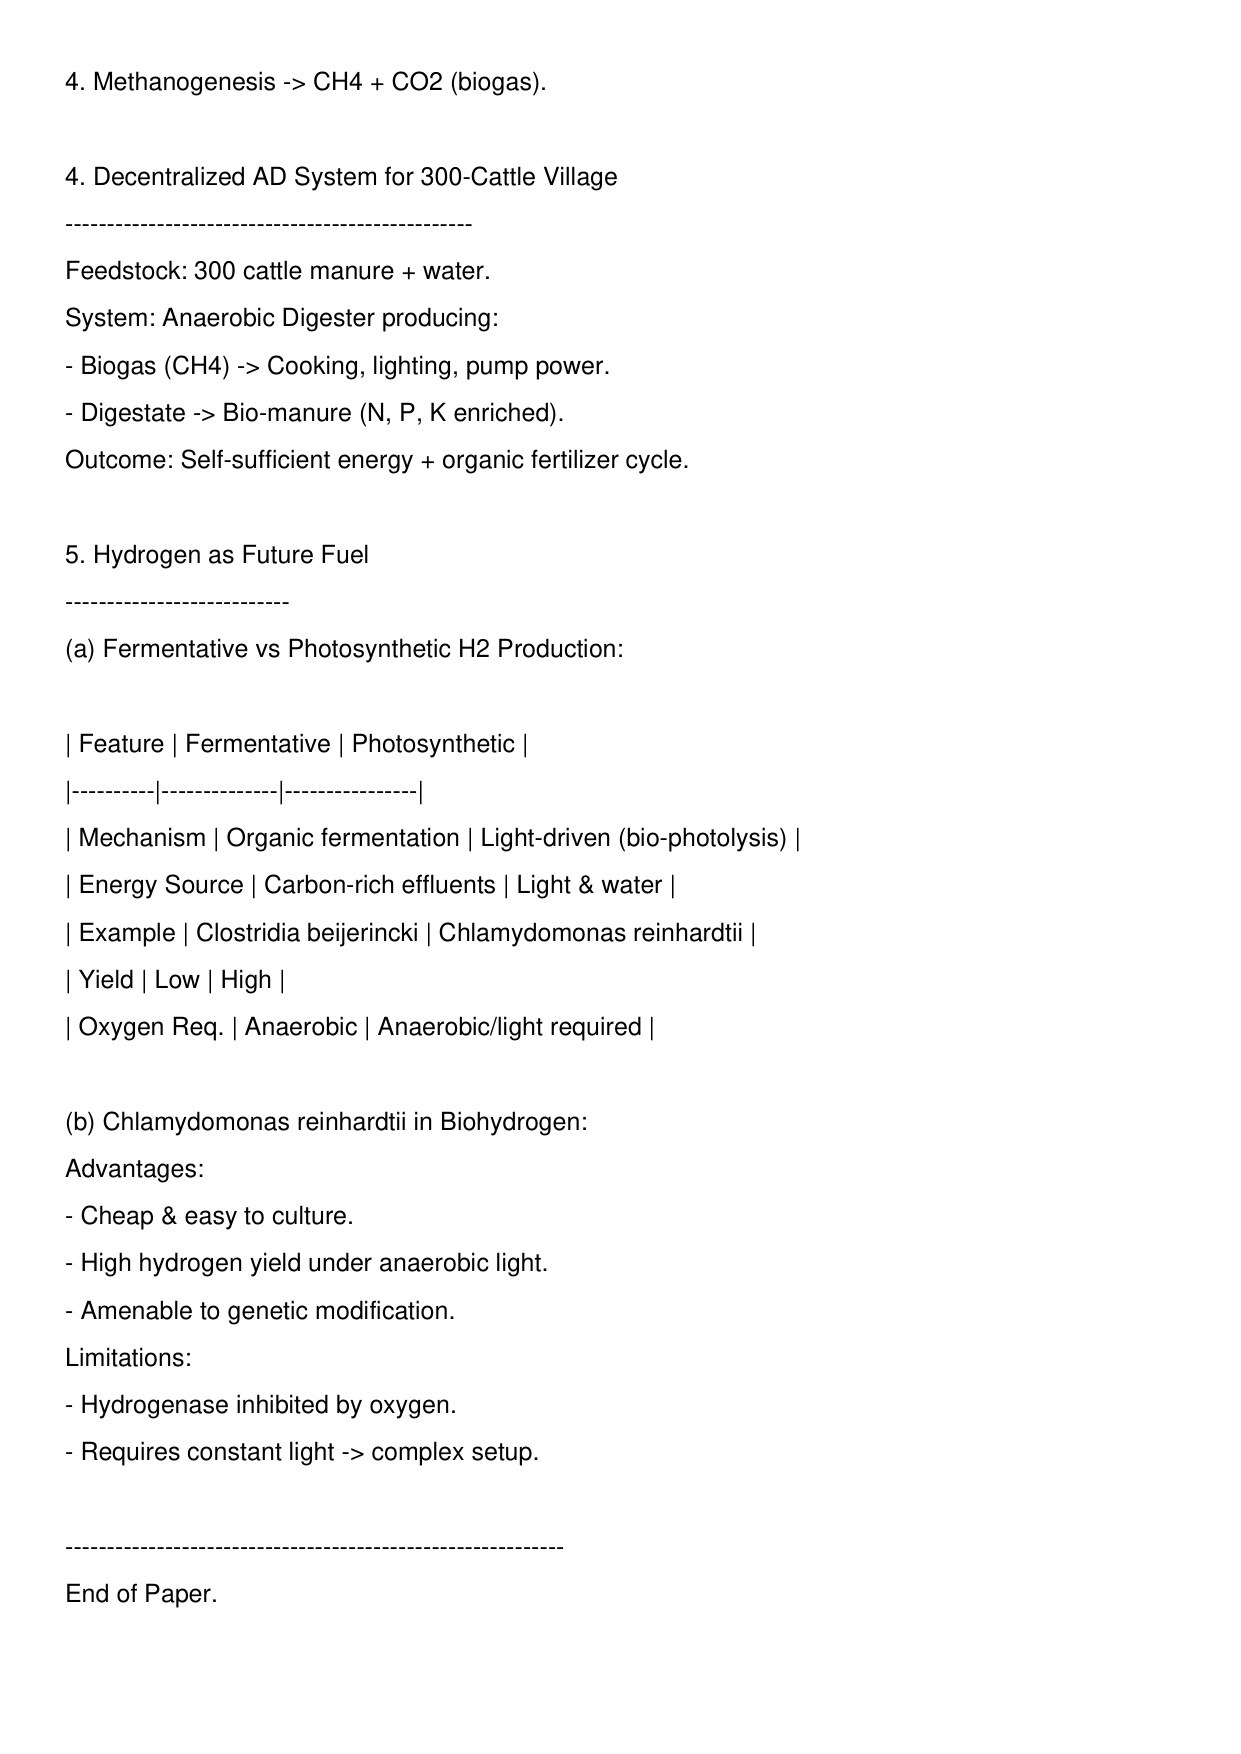 4. Methanogenesis -> CH4 + CO2 (biogas).
4. Decentralized AD System for 300-Cattle Village
-------------------------------------------------
Feedstock: 300 cattle manure + water.
System: Anaerobic Digester producing:
- Biogas (CH4) -> Cooking, lighting, pump power.
- Digestate -> Bio-manure (N, P, K enriched).
Outcome: Self-sufficient energy + organic fertilizer cycle.
5. Hydrogen as Future Fuel
---------------------------
(a) Fermentative vs Photosynthetic H2 Production:
| Feature | Fermentative | Photosynthetic |
|----------|--------------|----------------|
| Mechanism | Organic fermentation | Light-driven (bio-photolysis) |
| Energy Source | Carbon-rich effluents | Light & water |
| Example | Clostridia beijerincki | Chlamydomonas reinhardtii |
| Yield | Low | High |
| Oxygen Req. | Anaerobic | Anaerobic/light required |
(b) Chlamydomonas reinhardtii in Biohydrogen:
Advantages:
- Cheap & easy to culture.
- High hydrogen yield under anaerobic light.
- Amenable to genetic modification.
Limitations:
- Hydrogenase inhibited by oxygen.
- Requires constant light -> complex setup.
------------------------------------------------------------
End of Paper.